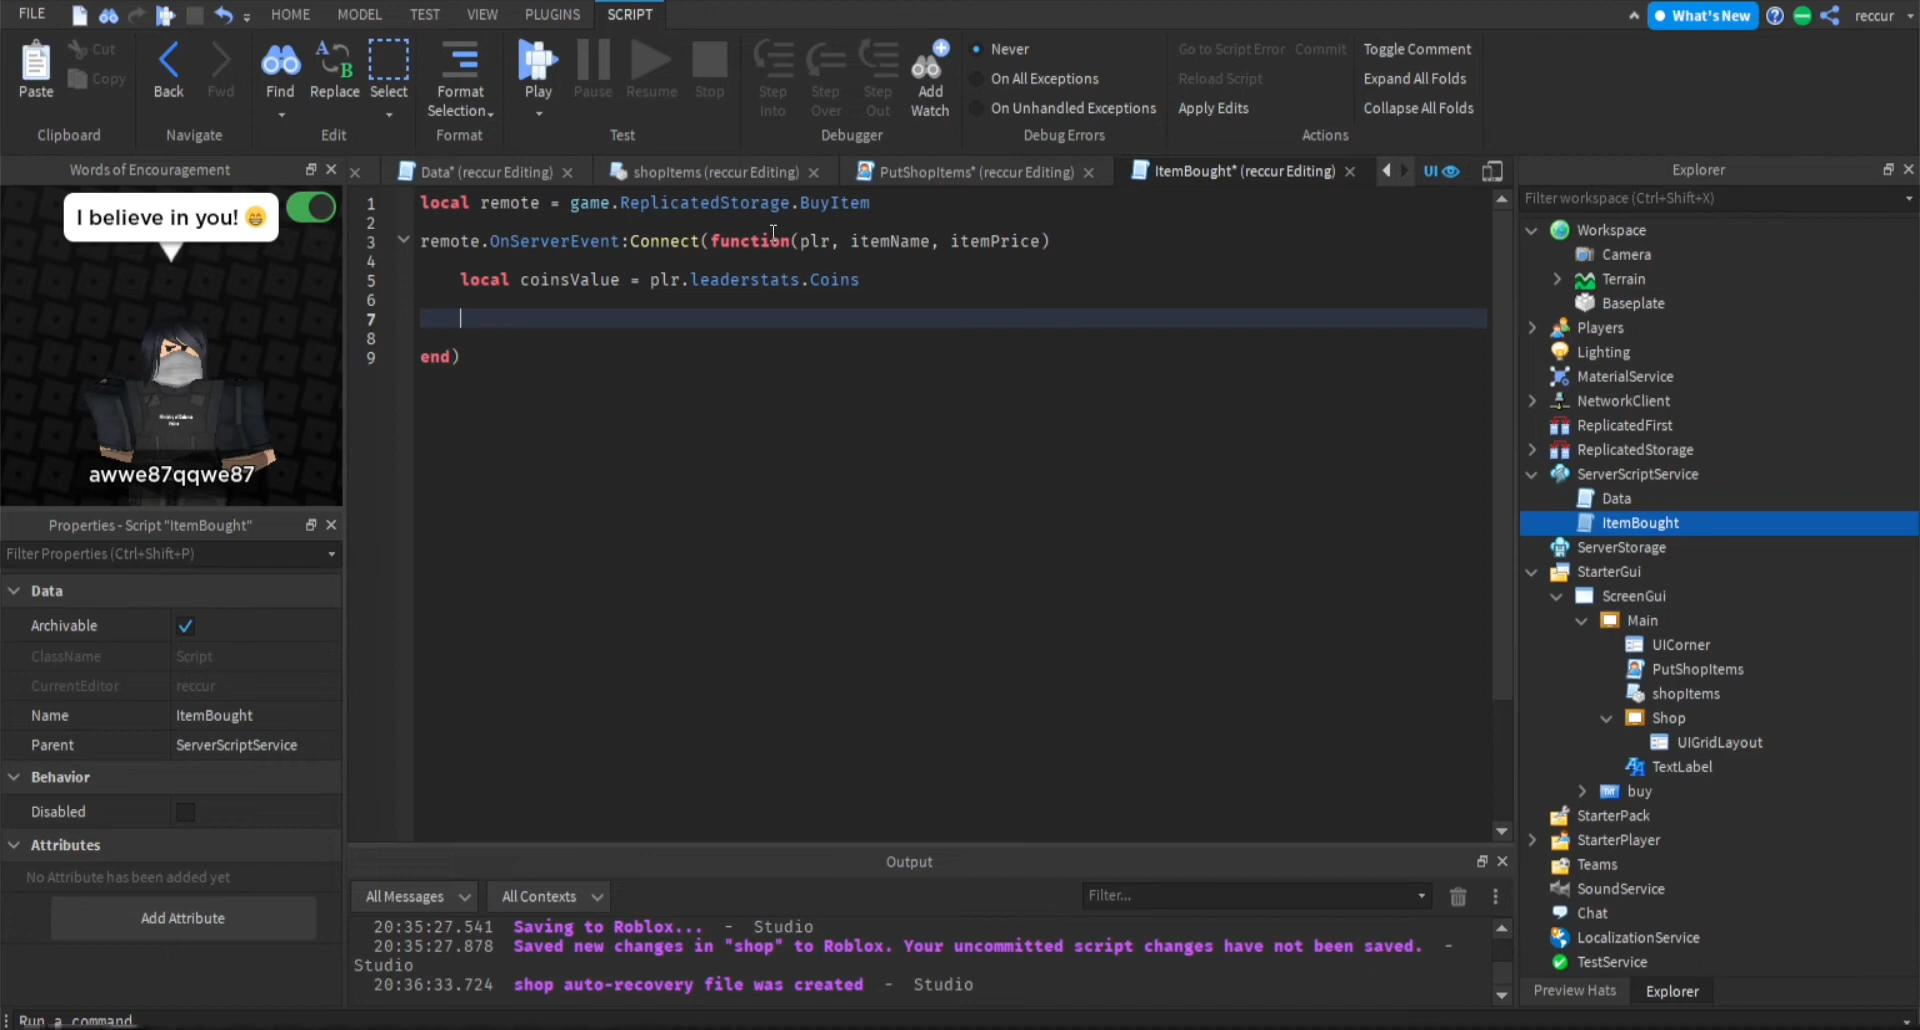 FILE HOME MODEL TEST VIEW PLUGINS SCRIPT What's New reccur
Paste Cut Copy Back Fwd Find Replace Select Format Selection Play Pause Resume Stop Step Into Step Over Step Out Add Watch
Never
On All Exceptions
On Unhandled Exceptions
Go to Script Error Commit
Reload Script
Apply Edits
Toggle Comment
Expand All Folds
Collapse All Folds
Clipboard Navigate Edit Format Test Debugger Debug Errors Actions
Words of Encouragement
I believe in you! 😁
awwe87qqwe87
Properties - Script "ItemBought"
Filter Properties (Ctrl+Shift+P)
Data
Archivable
ClassName Script
CurrentEditor reccur
Name ItemBought
Parent ServerScriptService
Behavior
Disabled
Attributes
No Attribute has been added yet
Add Attribute
Data* (reccur Editing) shopItems (reccur Editing) PutShopItems* (reccur Editing) ItemBought* (reccur Editing) UI
1 local remote = game.ReplicatedStorage.BuyItem
2
3 remote.OnServerEvent:Connect(function(plr, itemName, itemPrice)
4
5 local coinsValue = plr.leaderstats.Coins
6
7
8
9 end)
Output
All Messages All Contexts Filter...
20:35:27.541 Saving to Roblox... - Studio
20:35:27.878 Saved new changes in "shop" to Roblox. Your uncommitted script changes have not been saved. -
Studio
20:36:33.724 shop auto-recovery file was created - Studio
Run a command
Explorer
Filter workspace (Ctrl+Shift+X)
Workspace
Camera
Terrain
Baseplate
Players
Lighting
MaterialService
NetworkClient
ReplicatedFirst
ReplicatedStorage
ServerScriptService
Data
ItemBought
ServerStorage
StarterGui
ScreenGui
Main
UICorner
PutShopItems
shopItems
Shop
UIGridLayout
TextLabel
buy
StarterPack
StarterPlayer
Teams
SoundService
Chat
LocalizationService
TestService
Preview Hats Explorer